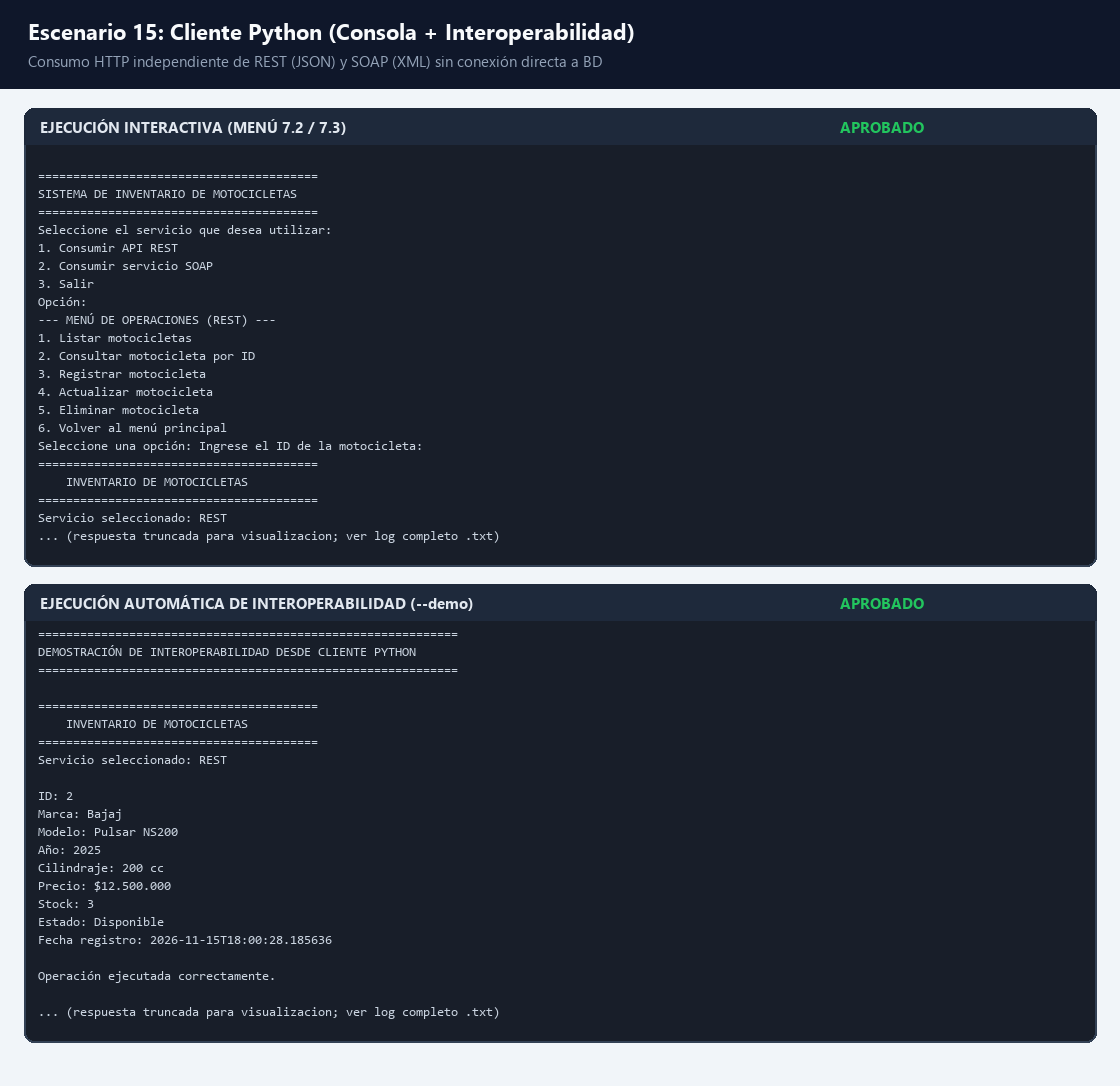 Escenario 15: Cliente Python (Consola + Interoperabilidad)
Consumo HTTP independiente de REST (JSON) y SOAP (XML) sin conexión directa a BD
EJECUCIÓN INTERACTIVA (MENÚ 7.2 / 7.3)
APROBADO
========================================
SISTEMA DE INVENTARIO DE MOTOCICLETAS
========================================
Seleccione el servicio que desea utilizar:
1. Consumir API REST
2. Consumir servicio SOAP
3. Salir
Opción:
--- MENÚ DE OPERACIONES (REST) ---
1. Listar motocicletas
2. Consultar motocicleta por ID
3. Registrar motocicleta
4. Actualizar motocicleta
5. Eliminar motocicleta
6. Volver al menú principal
Seleccione una opción: Ingrese el ID de la motocicleta:
========================================
    INVENTARIO DE MOTOCICLETAS
========================================
Servicio seleccionado: REST
... (respuesta truncada para visualizacion; ver log completo .txt)
EJECUCIÓN AUTOMÁTICA DE INTEROPERABILIDAD (--demo)
APROBADO
============================================================
DEMOSTRACIÓN DE INTEROPERABILIDAD DESDE CLIENTE PYTHON
============================================================
========================================
    INVENTARIO DE MOTOCICLETAS
========================================
Servicio seleccionado: REST
ID: 2
Marca: Bajaj
Modelo: Pulsar NS200
Año: 2025
Cilindraje: 200 cc
Precio: $12.500.000
Stock: 3
Estado: Disponible
Fecha registro: 2026-11-15T18:00:28.185636
Operación ejecutada correctamente.
... (respuesta truncada para visualizacion; ver log completo .txt)